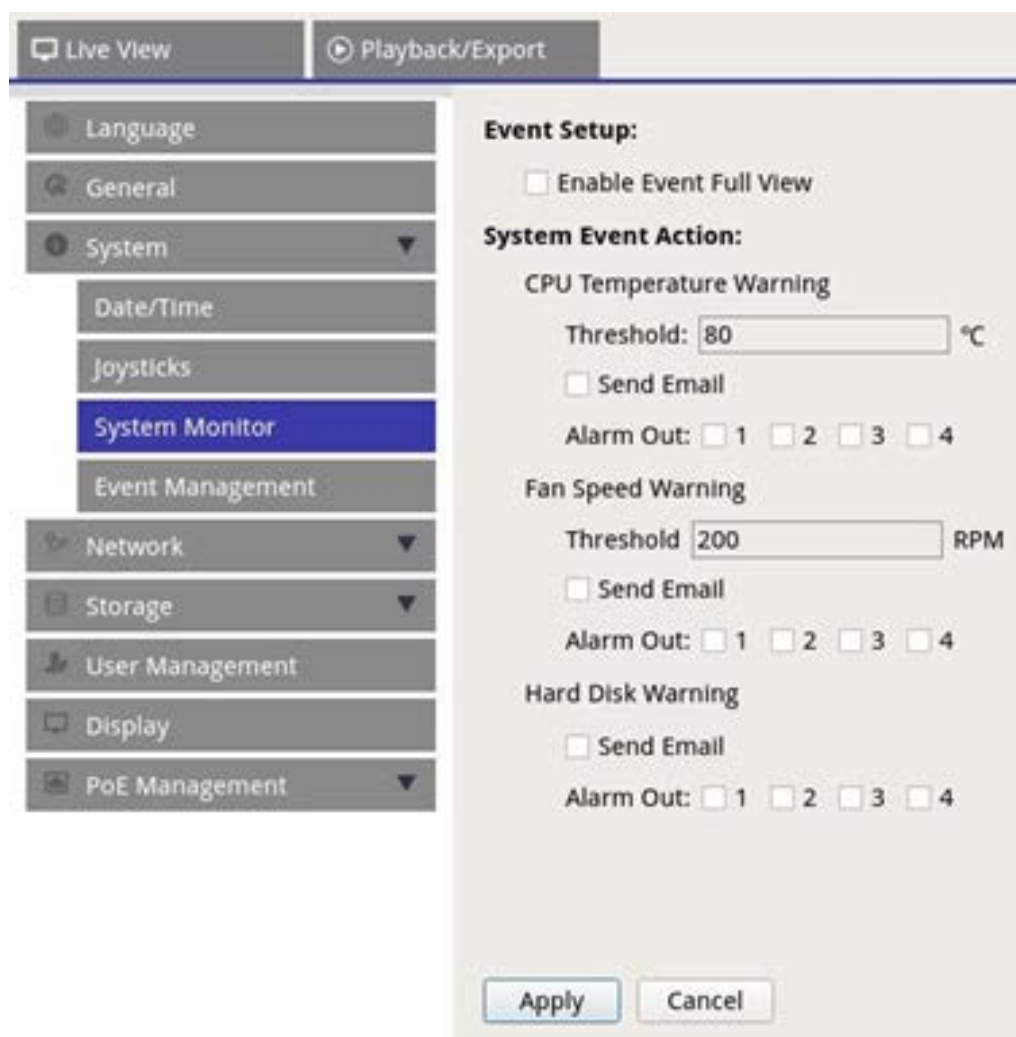 Live View
Playback/Export
Language
General
System
Date/Time
Joysticks
System Monitor
Event Management
Network
Storage
User Management
Display
PoE Management
Event Setup:
Enable Event Full View
System Event Action:
CPU Temperature Warning
Threshold: 80 °C
Send Email
Alarm Out: 1 2 3 4
Fan Speed Warning
Threshold 200 RPM
Send Email
Alarm Out: 1 2 3 4
Hard Disk Warning
Send Email
Alarm Out: 1 2 3 4
Apply
Cancel